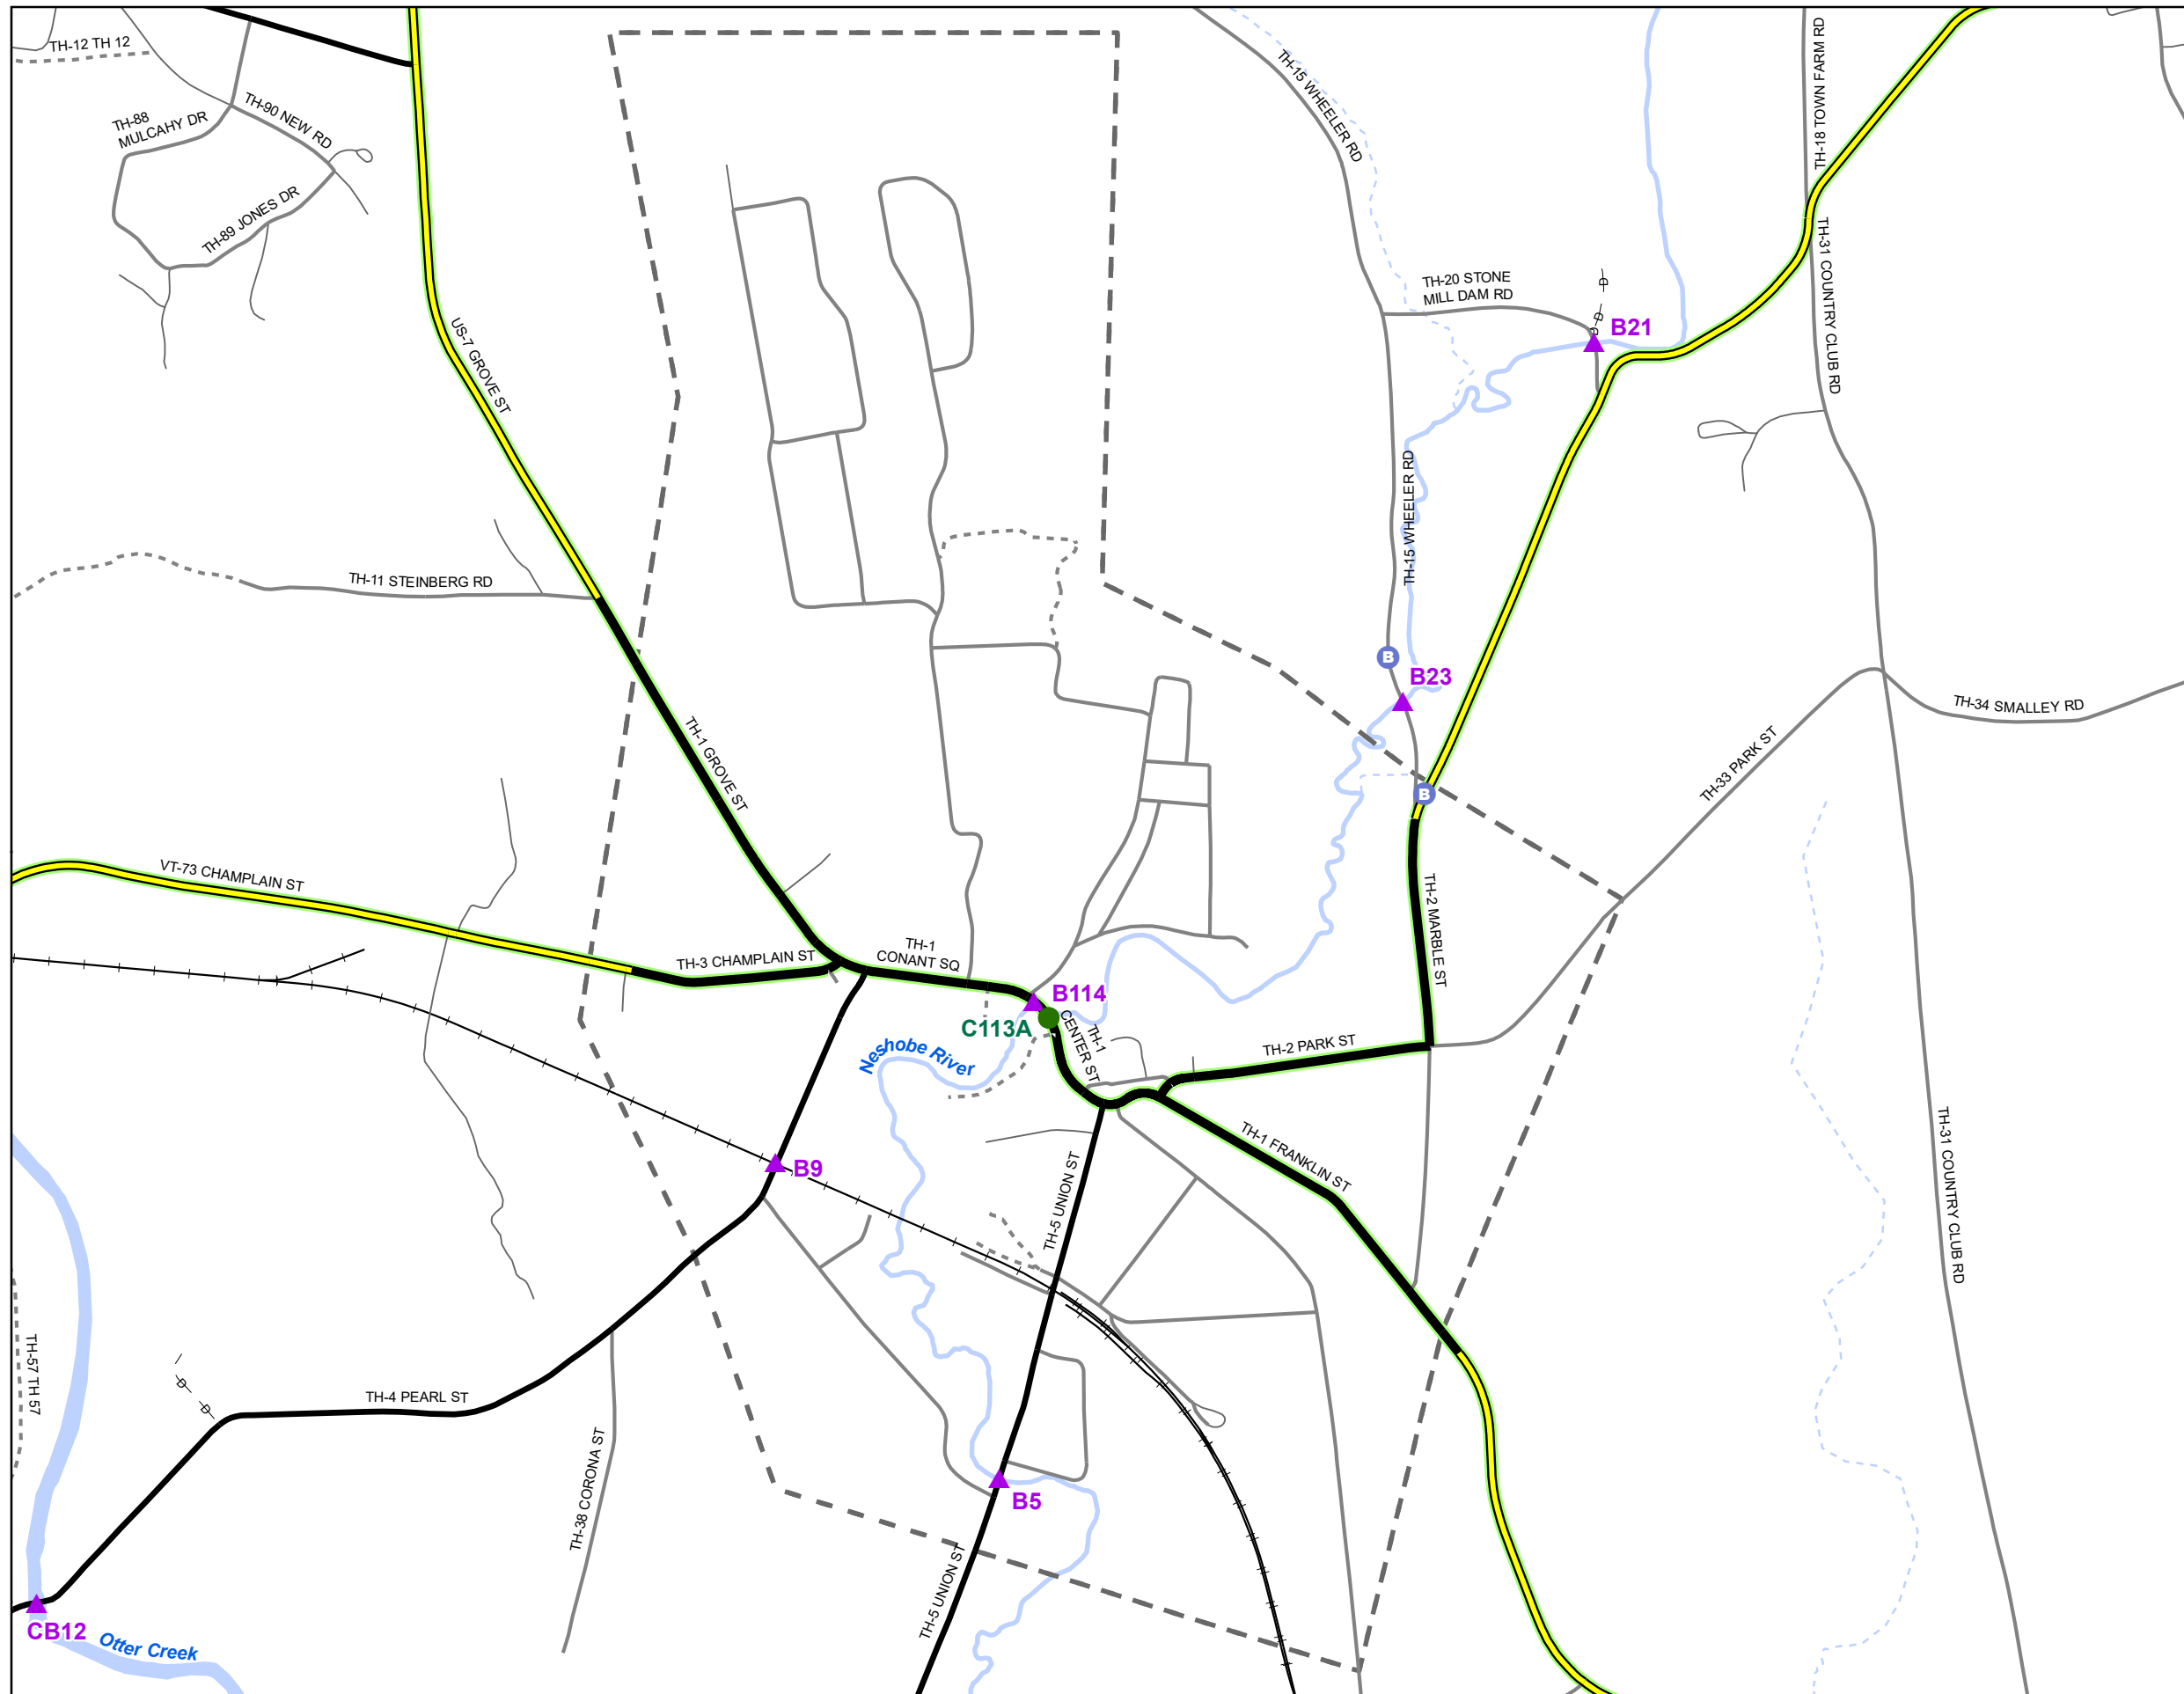 TH-12 TH 12
TH-88
MULCAHY DR
TH-90 NEW RD
TH-89 JONES DR
TH-15 WHEELER RD
TH-18 TOWN FARM RD
TH-31 COUNTRY CLUB RD
TH-20 STONE
MILL DAM RD
D
D
D
B21
US-7 GROVE ST
TH-15 WHEELER RD
TH-11 STEINBERG RD
B
B23
TH-34 SMALLEY RD
TH-1 GROVE ST
TH-33 PARK ST
B
VT-73 CHAMPLAIN ST
TH-2 MARBLE ST
TH-3 CHAMPLAIN ST
TH-1
CONANT SQ
B114
C113A
TH-1
CENTER ST
Neshobe River
TH-2 PARK ST
TH-1 FRANKLIN ST
B9
TH-5 UNION ST
TH-31 COUNTRY CLUB RD
TH-57 TH 57
D
D
TH-4 PEARL ST
TH-38 CORONA ST
B5
TH-5 UNION ST
CB12
Otter Creek